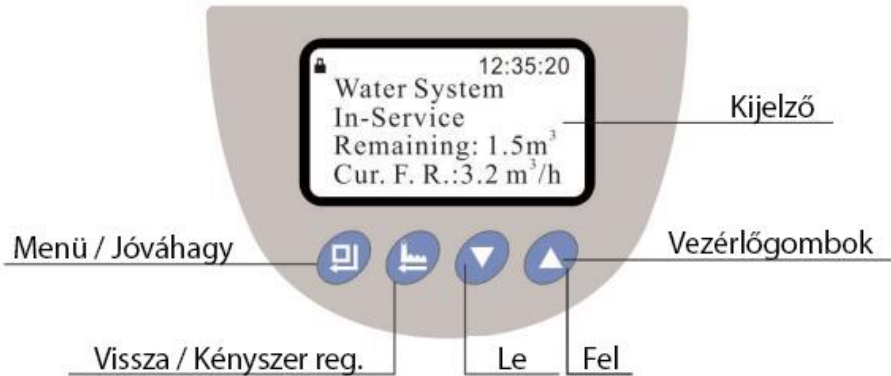 12:35:20
Water System
In-Service
Remaining: 1.5m³
Cur. F. R.:3.2 m³/h
Kijelző
Menü / Jóváhagy
Vezérlőgombok
Vissza / Kényszer reg.
Le
Fel